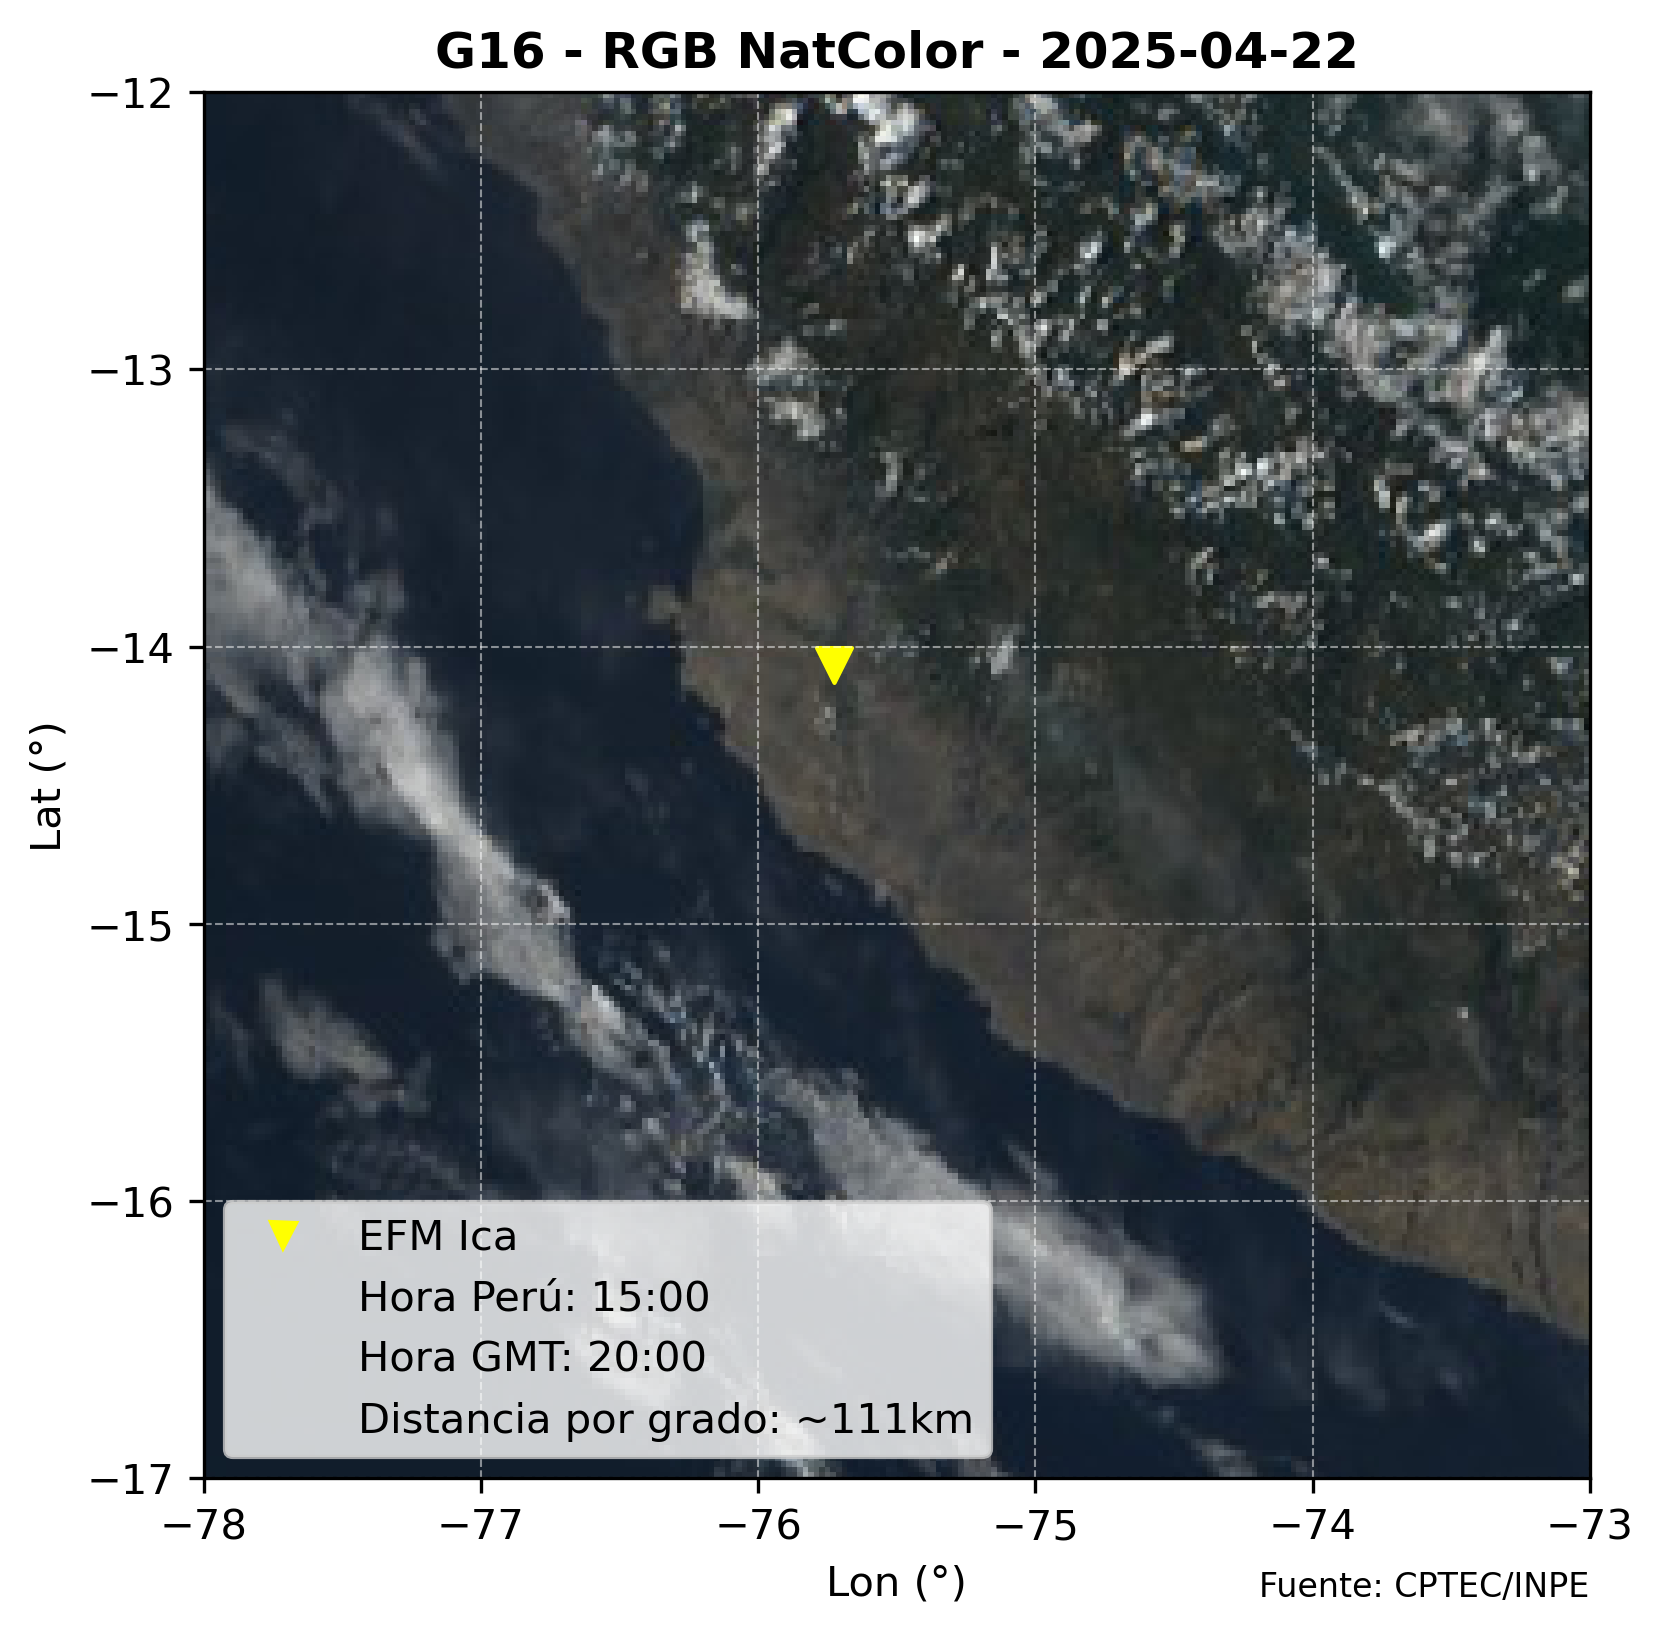 G16 - RGB NatColor - 2025-04-22
−12
−13
−14
−15
−16
−17
Lat (°)
EFM Ica
Hora Perú: 15:00
Hora GMT: 20:00
Distancia por grado: ~111km
−78 −77 −76 −75 −74 −73
Lon (°)
Fuente: CPTEC/INPE